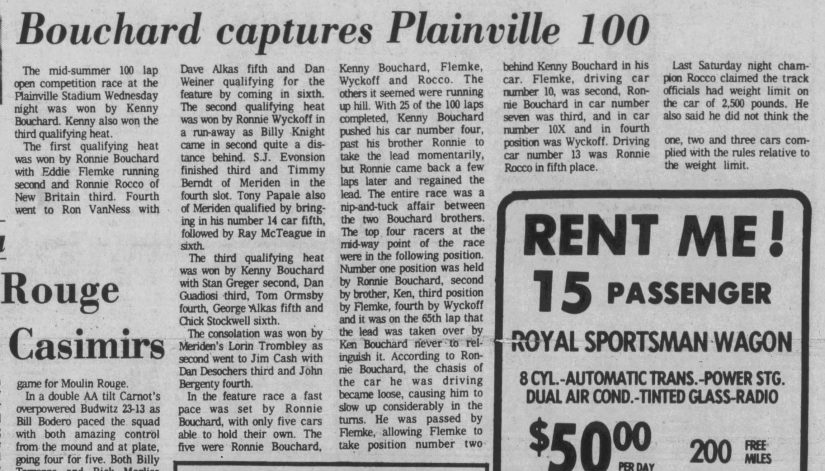 Bouchard captures Plainville 100
The mid-summer 100 lap
open competition race at the
Plainville Stadium Wednesday
night was won by Kenny
Bouchard. Kenny also won the
third qualifying heat.
The first qualifying heat
was won by Ronnie Bouchard
with Eddie Flemke running
second and Ronnie Rocco of
New Britain third. Fourth
went to Ron VanNess with
Dave Alkas fifth and Dan
Weiner qualifying for the
feature by coming in sixth.
The second qualifying heat
was won by Ronnie Wyckoff in
a run-away as Billy Knight
came in second quite a dis-
tance behind. S.J. Evonsion
finished third and Timmy
Berndt of Meriden in the
fourth slot. Tony Papale also
of Meriden qualified by bring-
ing in his number 14 car fifth,
followed by Ray McTeague in
sixth.
The third qualifying heat
was won by Kenny Bouchard
with Stan Greger second, Dan
Guadiosi third, Tom Ormsby
fourth, George Alkas fifth and
Chick Stockwell sixth.
The consolation was won by
Meriden's Lorin Trombley as
second went to Jim Cash with
Dan Desochers third and John
Bergenty fourth.
In the feature race a fast
pace was set by Ronnie
Bouchard, with only five cars
able to hold their own. The
five were Ronnie Bouchard,
Kenny Bouchard, Flemke,
Wyckoff and Rocco. The
others it seemed were running
up hill. With 25 of the 100 laps
completed, Kenny Bouchard
pushed his car number four,
past his brother Ronnie to
take the lead momentarily,
but Ronnie came back a few
laps later and regained the
lead. The entire race was a
nip-and-tuck affair between
the two Bouchard brothers.
The top four racers at the
mid-way point of the race
were in the following position.
Number one position was held
by Ronnie Bouchard, second
by brother, Ken, third position
by Flemke, fourth by Wyckoff
and it was on the 65th lap that
the lead was taken over by
Ken Bouchard never to rel-
inguish it. According to Ron-
nie Bouchard, the chasis of
the car he was driving
became loose, causing him to
slow up considerably in the
turns. He was passed by
Flemke, allowing Flemke to
take position number two
behind Kenny Bouchard in his
car. Flemke, driving car
number 10, was second, Ron-
nie Bouchard in car number
seven was third, and in car
number 10X and in fourth
position was Wyckoff. Driving
car number 13 was Ronnie
Rocco in fifth place.
Last Saturday night cham-
pion Rocco claimed the track
officials had weight limit on
the car of 2,500 pounds. He
also said he did not think the
one, two and three cars com-
plied with the rules relative to
the weight limit.
Rouge
Casimirs
game for Moulin Rouge.
In a double AA tilt Carnot's
overpowered Budwitz 23-13 as
Bill Bodero paced the squad
with both amazing control
from the mound and at plate,
going four for five. Both Billy
RENT ME!
15 PASSENGER
ROYAL SPORTSMAN WAGON
8 CYL.-AUTOMATIC TRANS.-POWER STG.
DUAL AIR COND.-TINTED GLASS-RADIO
$50.00 PER DAY
200 FREE MILES